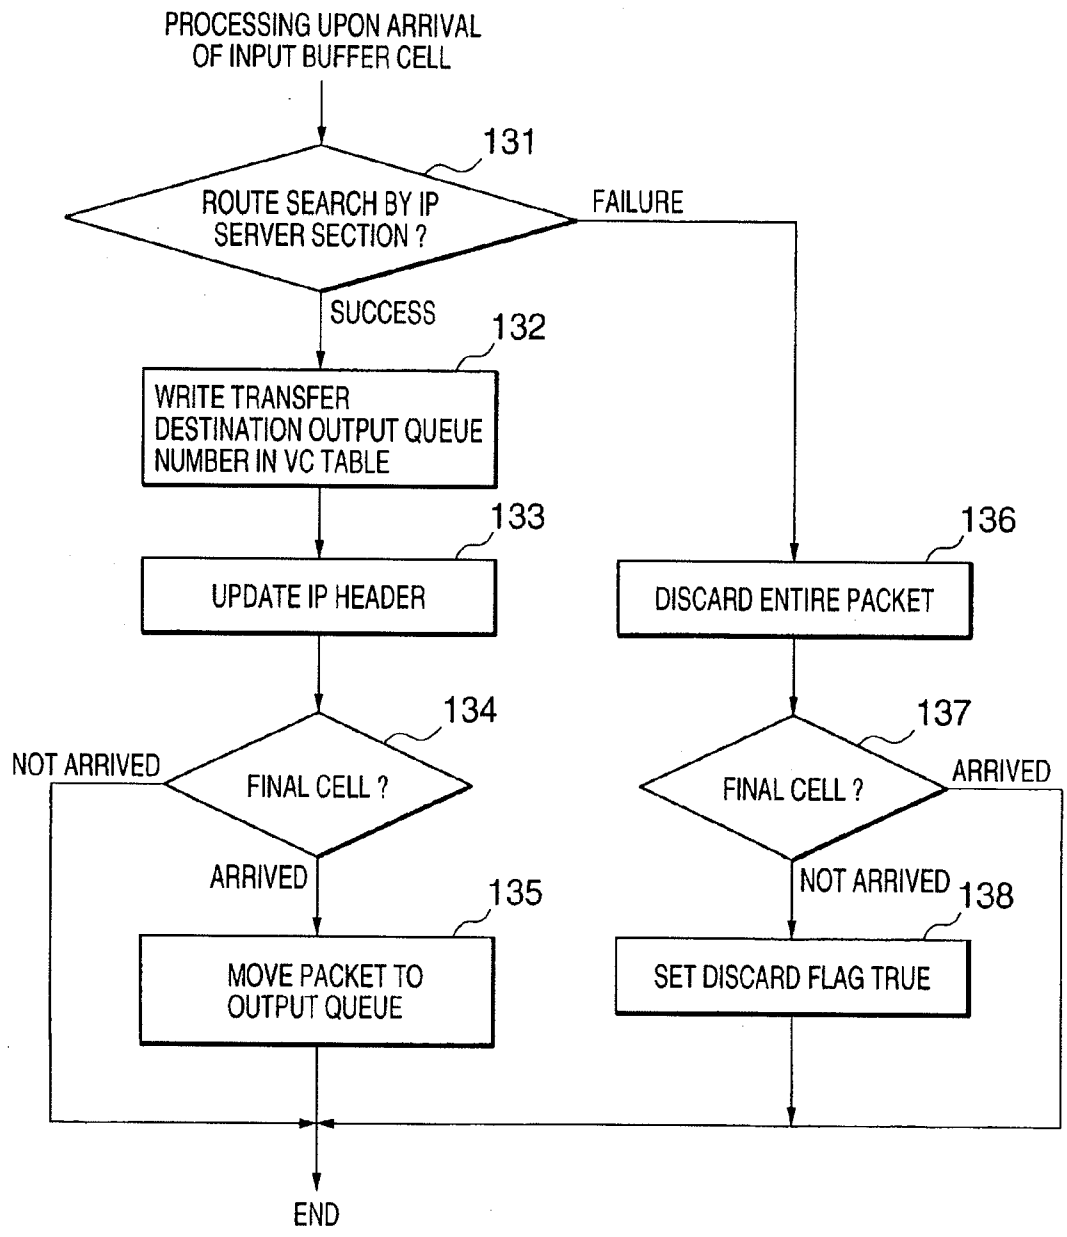 PROCESSING UPON ARRIVAL
OF INPUT BUFFER CELL
131
ROUTE SEARCH BY IP
SERVER SECTION ?
FAILURE
SUCCESS
132
WRITE TRANSFER
DESTINATION OUTPUT QUEUE
NUMBER IN VC TABLE
133
UPDATE IP HEADER
136
DISCARD ENTIRE PACKET
134
NOT ARRIVED
FINAL CELL ?
ARRIVED
137
FINAL CELL ?
ARRIVED
NOT ARRIVED
135
MOVE PACKET TO
OUTPUT QUEUE
138
SET DISCARD FLAG TRUE
END